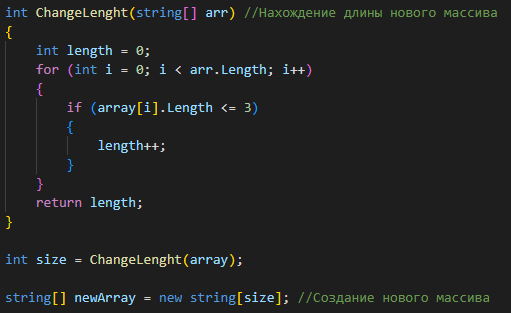 int ChangeLenght(string[] arr) //Нахождение длины нового массива
{
    int length = 0;
    for (int i = 0; i < arr.Length; i++)
    {
        if (array[i].Length <= 3)
        {
            length++;
        }
    }
    return length;
}
int size = ChangeLenght(array);
string[] newArray = new string[size]; //Создание нового массива